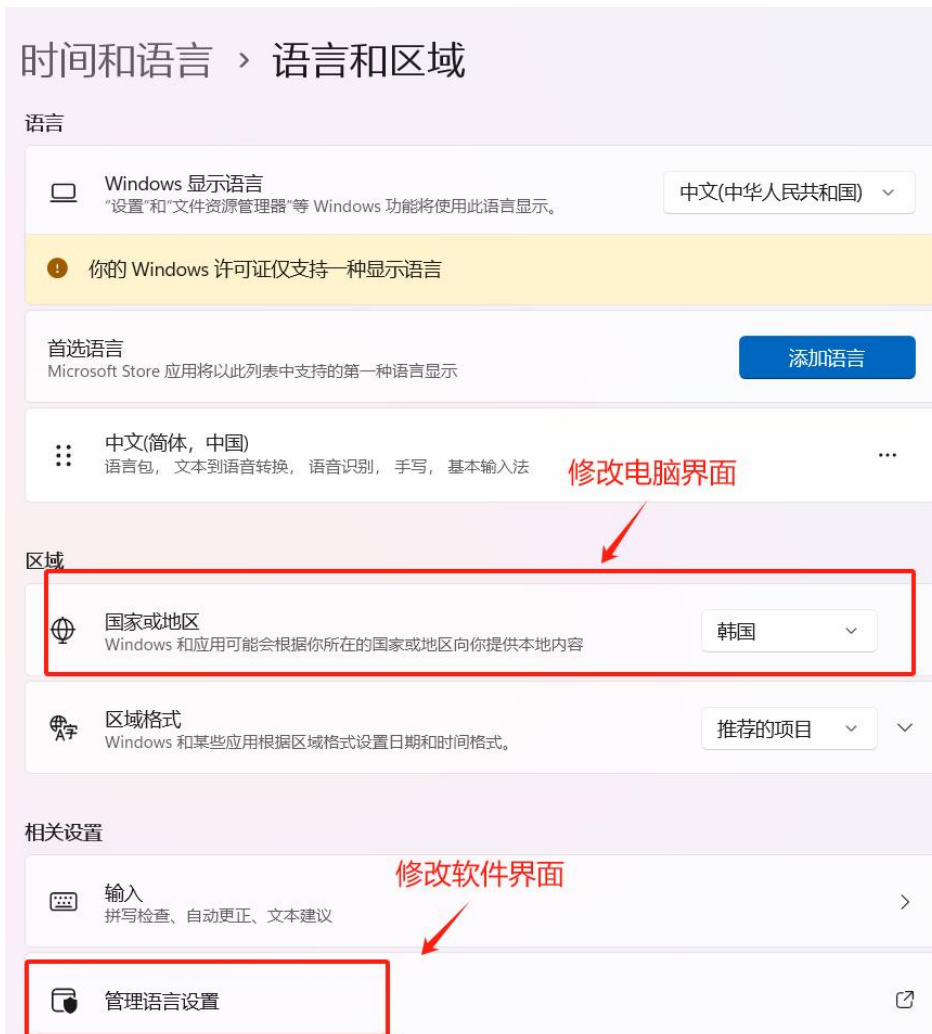 时间和语言 › 语言和区域
语言
Windows 显示语言
"设置"和"文件资源管理器"等 Windows 功能将使用此语言显示。
中文(中华人民共和国)
你的 Windows 许可证仅支持一种显示语言
首选语言
Microsoft Store 应用将以此列表中支持的第一种语言显示
添加语言
中文(简体，中国)
语言包，文本到语音转换，语音识别，手写，基本输入法
修改电脑界面
区域
国家或地区
Windows 和应用可能会根据你所在的国家或地区向你提供本地内容
韩国
区域格式
Windows 和某些应用根据区域格式设置日期和时间格式。
推荐的项目
相关设置
修改软件界面
输入
拼写检查、自动更正、文本建议
管理语言设置